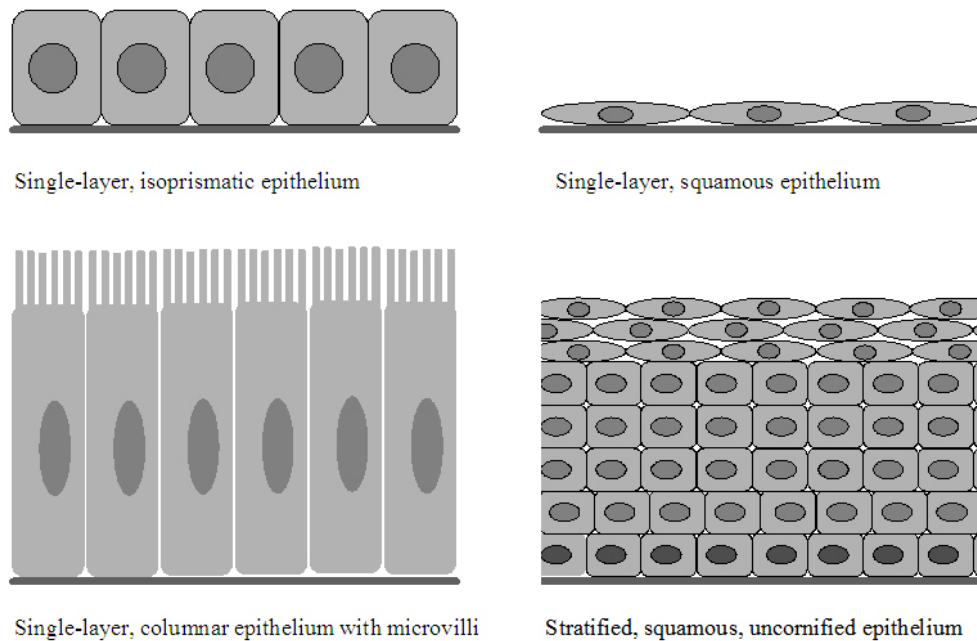 Single-layer, isoprismatic epithelium
Single-layer, squamous epithelium
Single-layer, columnar epithelium with microvilli
Stratified, squamous, uncornified epithelium